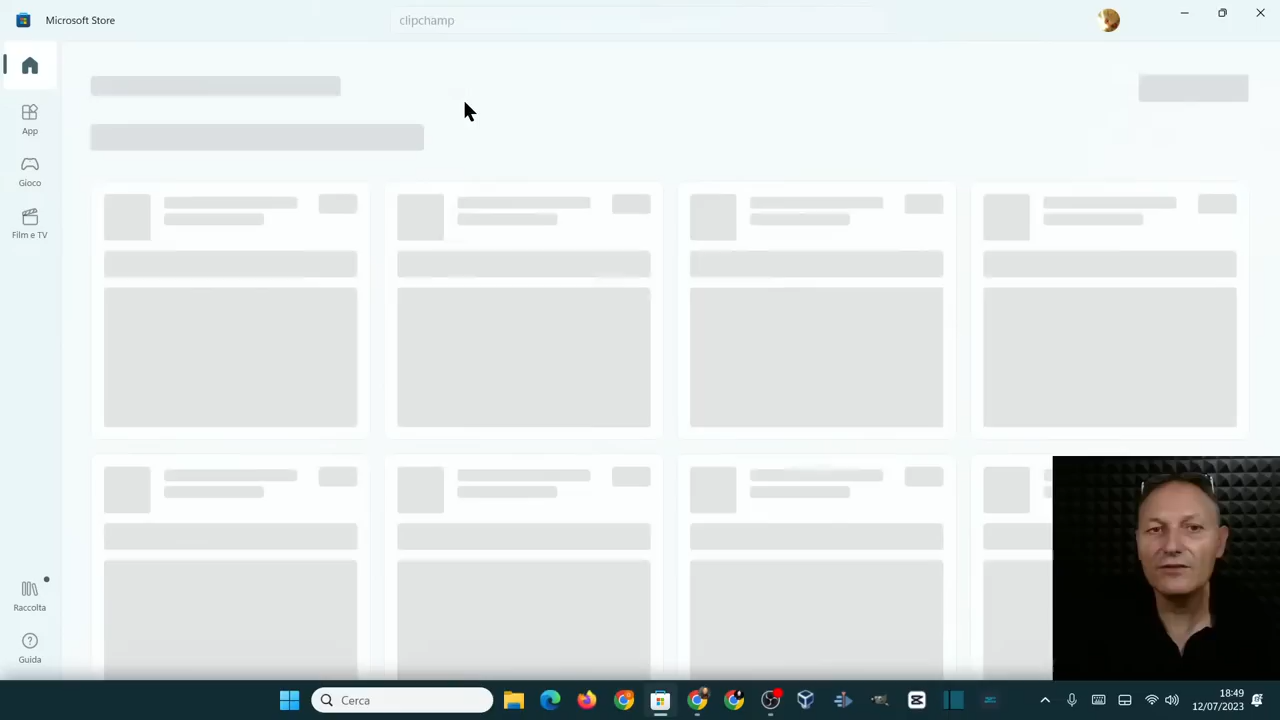 Microsoft Store
clipchamp
App
Gioco
Film e TV
Raccolta
Guida
Cerca
18:49
12/07/2023